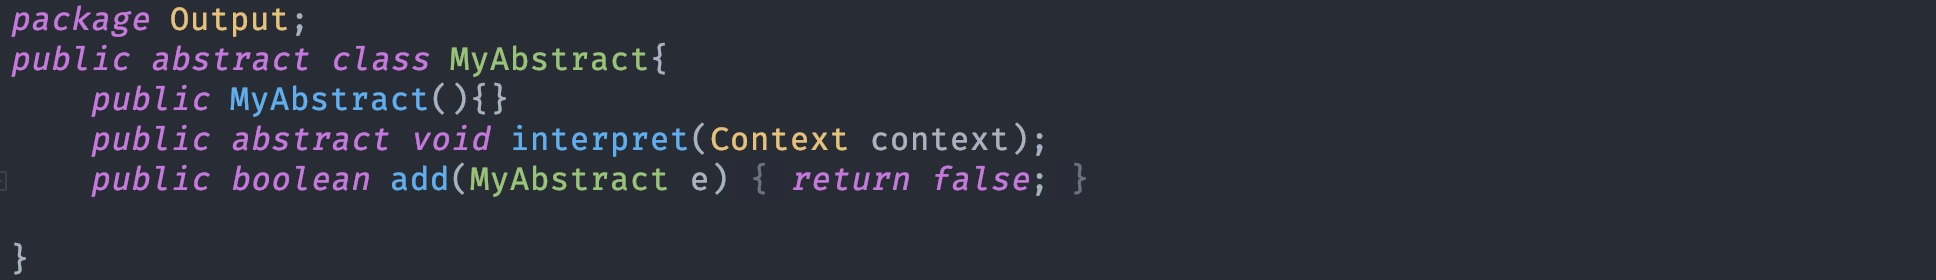 package Output;
public abstract class MyAbstract{
    public MyAbstract(){}
    public abstract void interpret(Context context);
    public boolean add(MyAbstract e) { return false; }

}